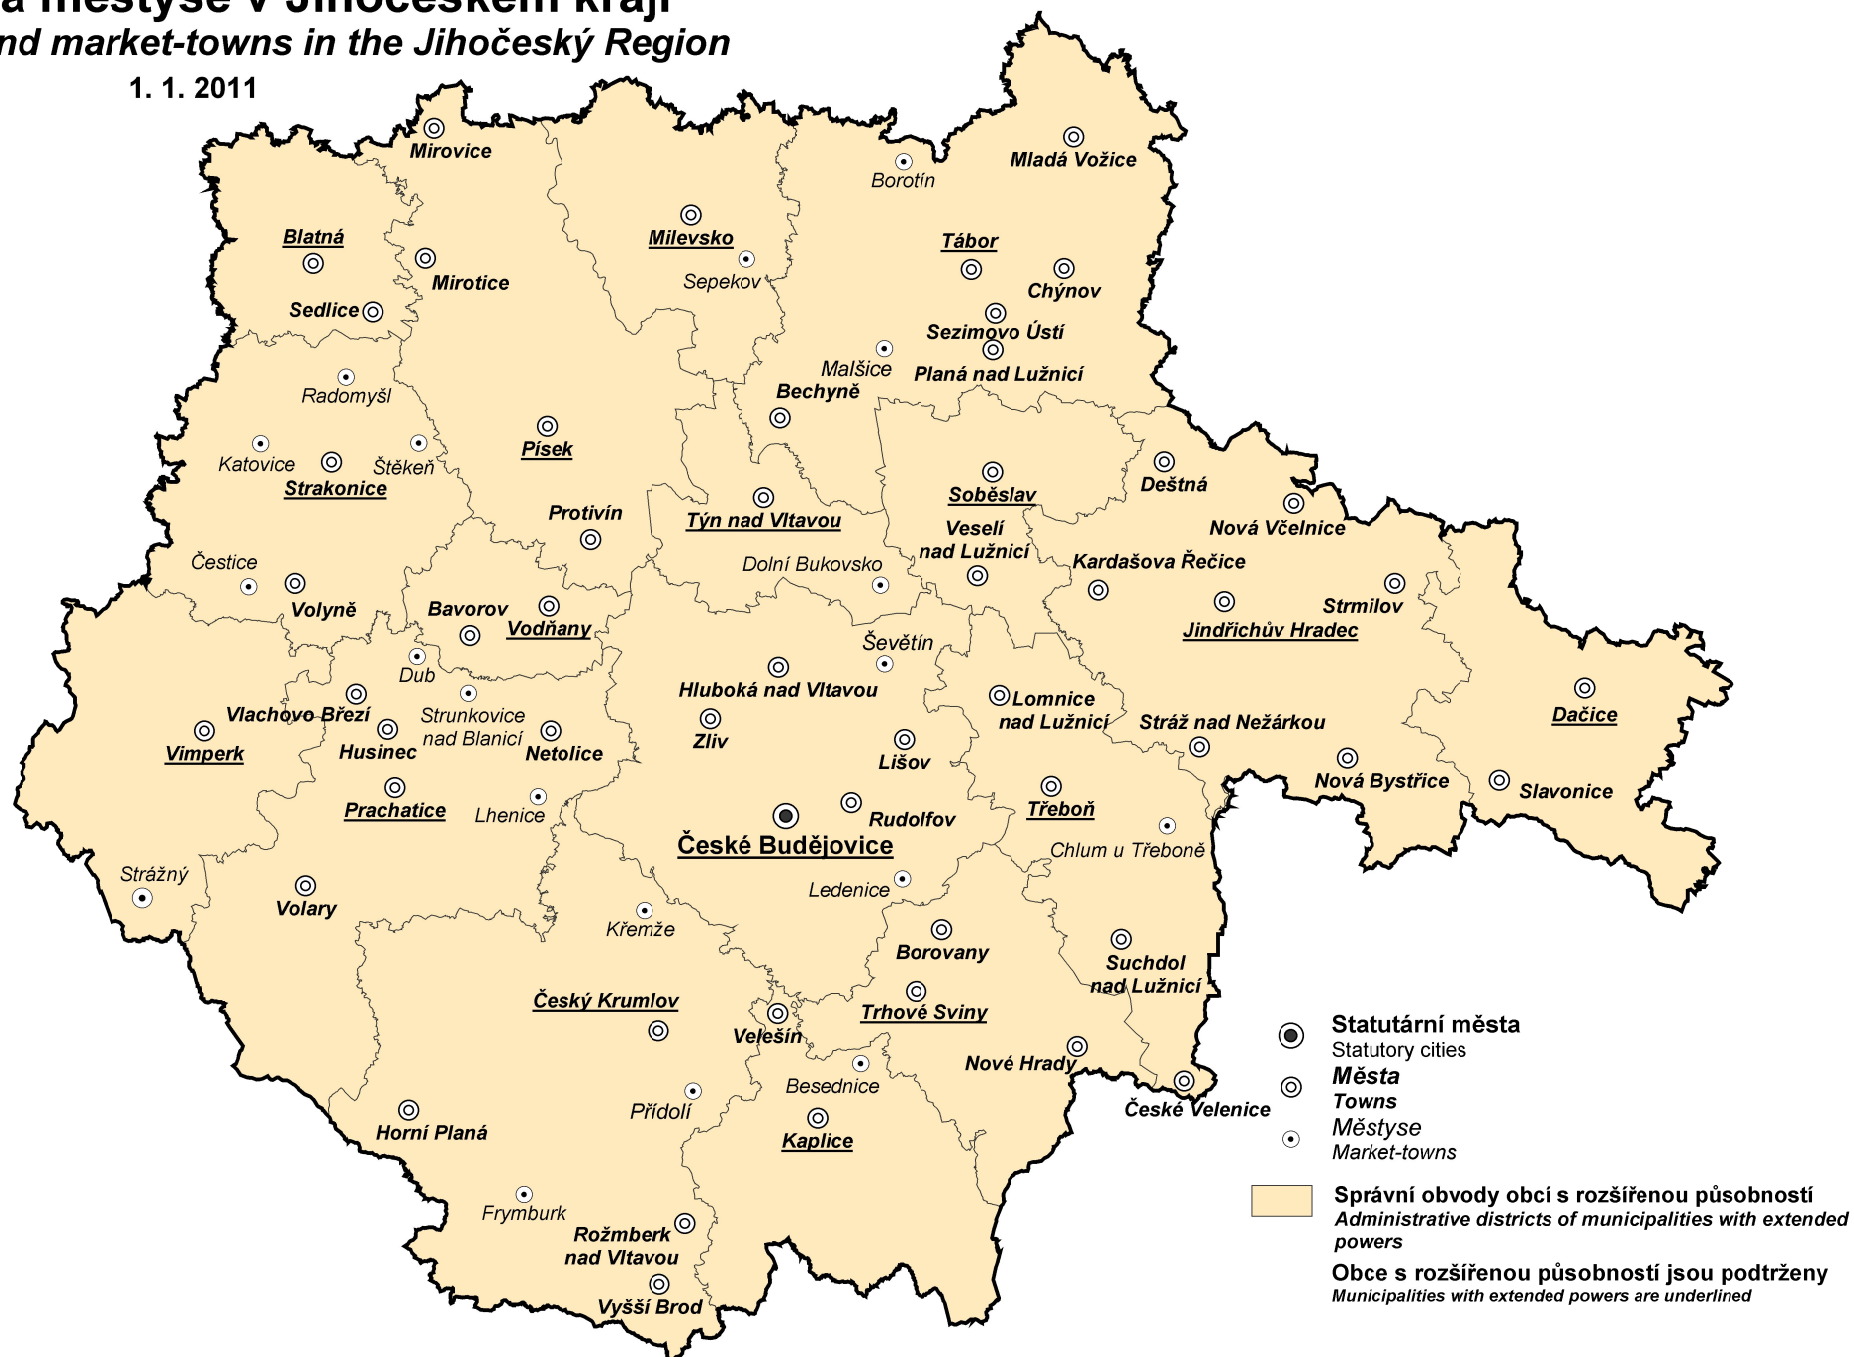 a městyse v Jihočeském kraji
nd market-towns in the Jihočeský Region
1. 1. 2011
Mirovice
Mladá Vožice
Borotín
Blatná
Milevsko
Tábor
Sepekov
Mirotice
Chýnov
Sedlice
Sezimovo Ústí
Malšice
Planá nad Lužnicí
Radomyšl
Bechyně
Písek
Katovice
Štěkeň
Strakonice
Soběslav
Deštná
Protivín
Týn nad Vltavou
Nová Včelnice
Veselí
nad Lužnicí
Čestice
Dolní Bukovsko
Kardašova Řečice
Volyně
Bavorov
Vodňany
Strmilov
Jindřichův Hradec
Ševětín
Dub
Hluboká nad Vltavou
Lomnice
nad Lužnicí
Vlachovo Březí
Strunkovice
nad Blanicí
Stráž nad Nežárkou
Dačice
Vimperk
Husinec
Netolice
Zliv
Lišov
Nová Bystřice
Slavonice
Prachatice
Lhenice
Třeboň
Rudolfov
České Budějovice
Chlum u Třeboně
Strážný
Ledenice
Volary
Křemže
Borovany
Suchdol
nad Lužnicí
Český Krumlov
Trhové Sviny
Velešín
Nové Hrady
Besednice
Přídolí
České Velenice
Horní Planá
Kaplice
Frymburk
Rožmberk
nad Vltavou
Vyšší Brod
Statutární města
Statutory cities
Města
Towns
Městyse
Market-towns
Správní obvody obcí s rozšířenou působností
Administrative districts of municipalities with extended
powers
Obce s rozšířenou působností jsou podtrženy
Municipalities with extended powers are underlined